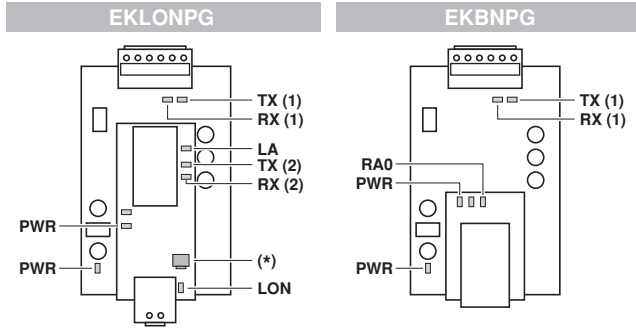 EKLONPG
EKBNPG
TX (1)
RX (1)
LA
TX (2)
RX (2)
PWR
PWR
(*)
LON
TX (1)
RX (1)
RA0
PWR
PWR